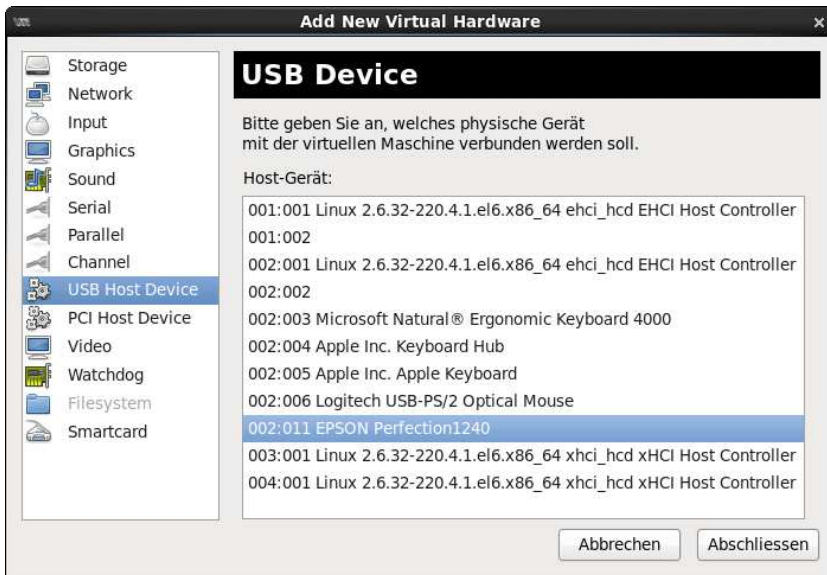 Add New Virtual Hardware
Storage
Network
Input
Graphics
Sound
Serial
Parallel
Channel
USB Host Device
PCI Host Device
Video
Watchdog
Filesystem
Smartcard
USB Device
Bitte geben Sie an, welches physische Gerät
mit der virtuellen Maschine verbunden werden soll.
Host-Gerät:
001:001 Linux 2.6.32-220.4.1.el6.x86_64 ehci_hcd EHCI Host Controller
001:002
002:001 Linux 2.6.32-220.4.1.el6.x86_64 ehci_hcd EHCI Host Controller
002:002
002:003 Microsoft Natural® Ergonomic Keyboard 4000
002:004 Apple Inc. Keyboard Hub
002:005 Apple Inc. Apple Keyboard
002:006 Logitech USB-PS/2 Optical Mouse
002:011 EPSON Perfection1240
003:001 Linux 2.6.32-220.4.1.el6.x86_64 xhci_hcd xHCI Host Controller
004:001 Linux 2.6.32-220.4.1.el6.x86_64 xhci_hcd xHCI Host Controller
Abbrechen
Abschliessen